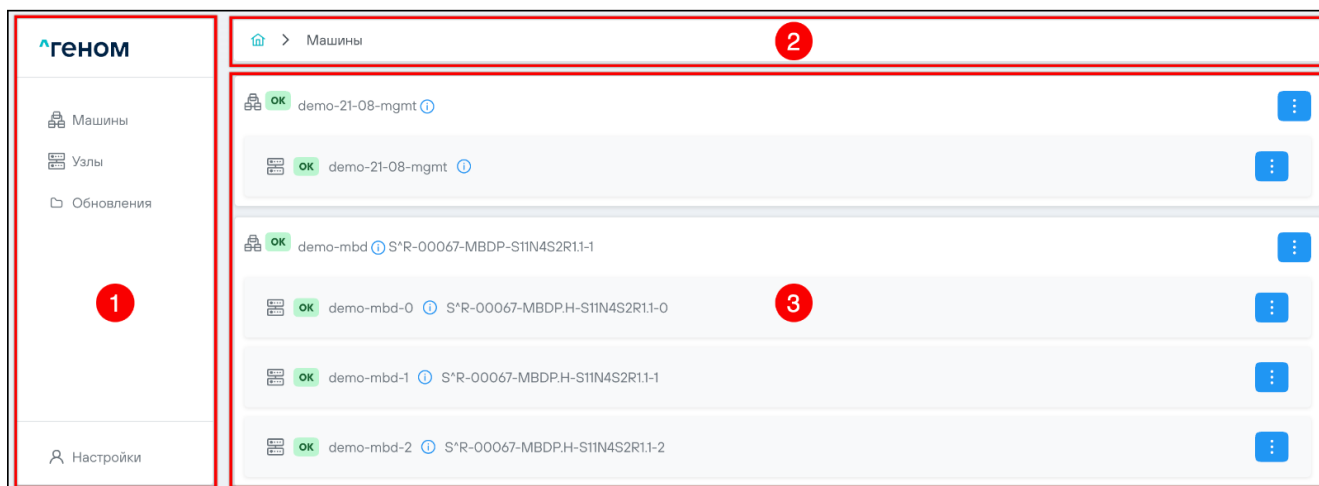 ^геном
Машины
Узлы
Обновления
1
Настройки
> Машины
2
OK demo-21-08-mgmt
OK demo-21-08-mgmt
OK demo-mbd S^R-00067-MBDP-S11N4S2R1.1-1
OK demo-mbd-0 S^R-00067-MBDP.H-S11N4S2R1.1-0
3
OK demo-mbd-1 S^R-00067-MBDP.H-S11N4S2R1.1-1
OK demo-mbd-2 S^R-00067-MBDP.H-S11N4S2R1.1-2